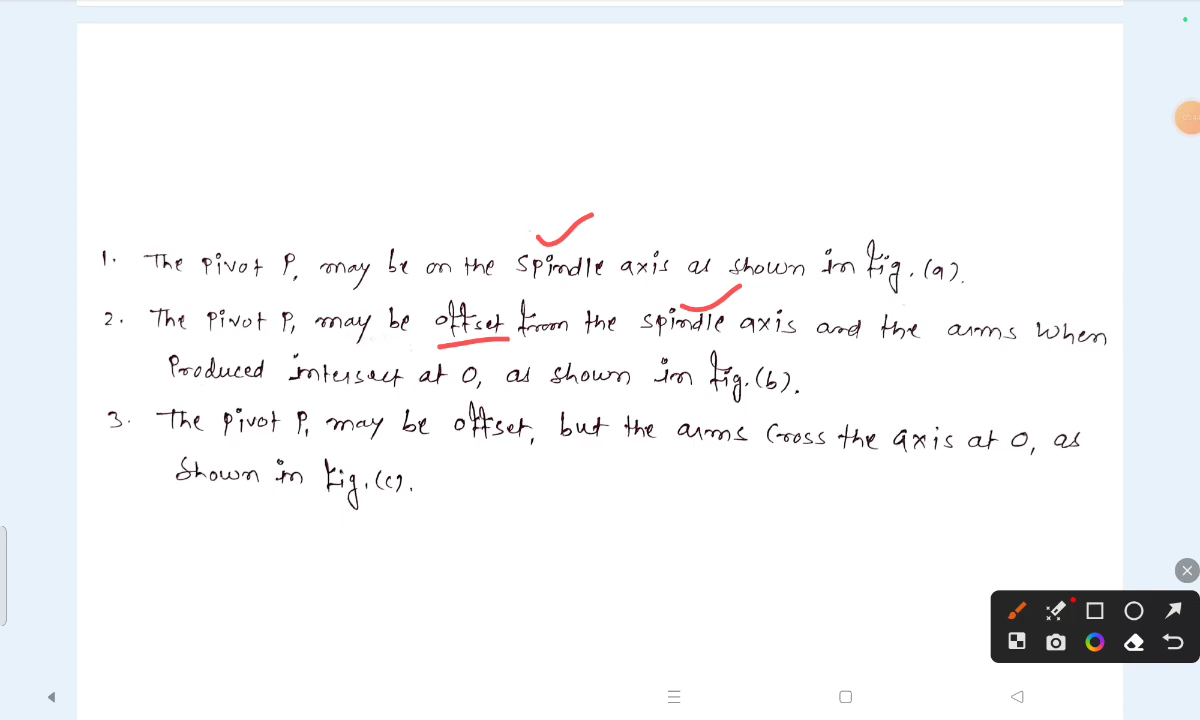 1. The Pivot P, may be on the spindle axis as shown in Fig. (a).
2. The Pivot P, may be offset from the spindle axis and the arms when
Produced intersect at O, as shown in fig. (b).
3. The pivot P, may be offset, but the arms Cross the axis at O, as
Shown in Fig. (c).